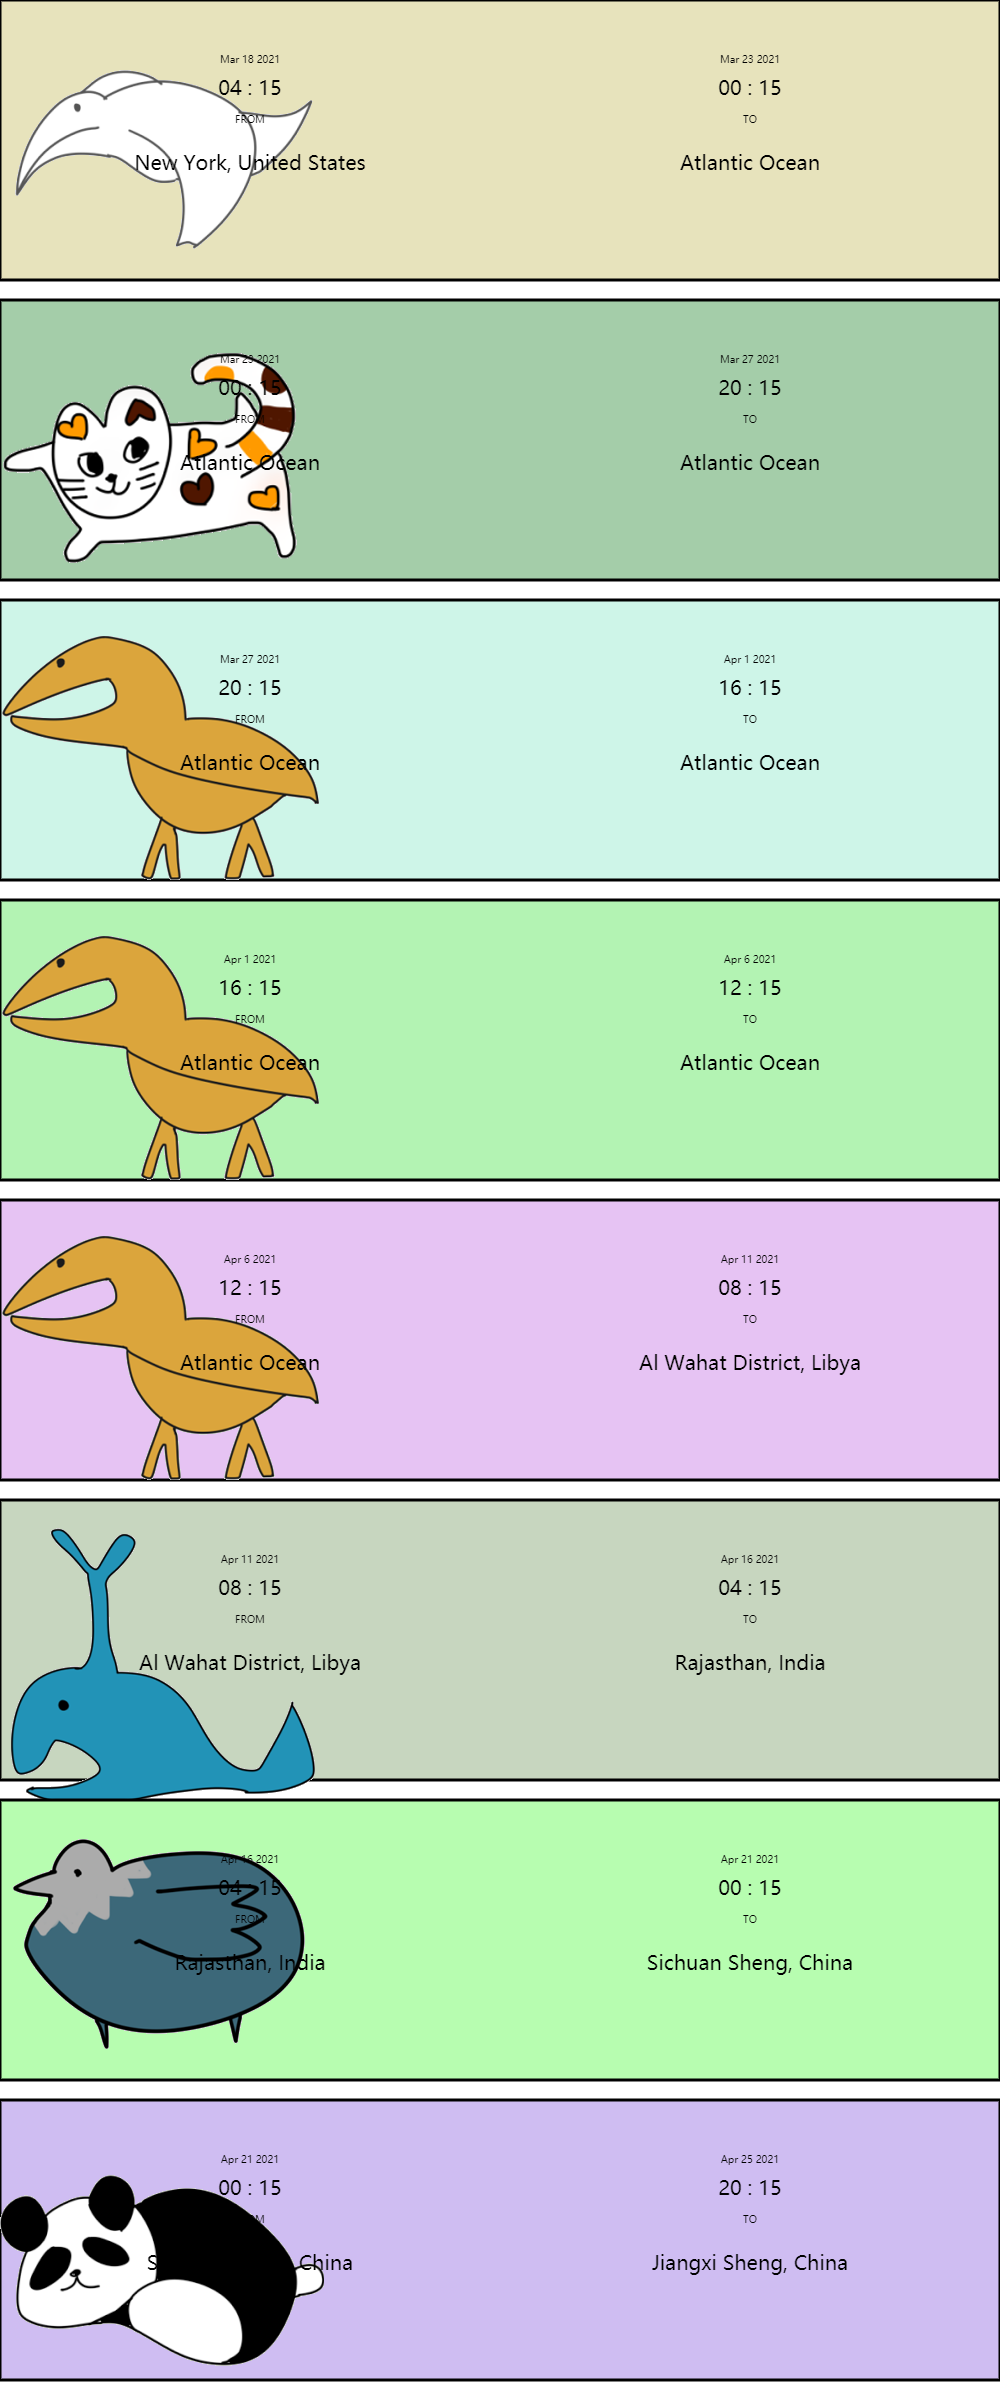 Mar 18 2021
04 : 15
FROM
New York, United States
Mar 23 2021
00 : 15
TO
Atlantic Ocean
Mar 23 2021
00 : 15
FROM
Atlantic Ocean
Mar 27 2021
20 : 15
TO
Atlantic Ocean
Mar 27 2021
20 : 15
FROM
Atlantic Ocean
Apr 1 2021
16 : 15
TO
Atlantic Ocean
Apr 1 2021
16 : 15
FROM
Atlantic Ocean
Apr 6 2021
12 : 15
TO
Atlantic Ocean
Apr 6 2021
12 : 15
FROM
Atlantic Ocean
Apr 11 2021
08 : 15
TO
Al Wahat District, Libya
Apr 11 2021
08 : 15
FROM
Al Wahat District, Libya
Apr 16 2021
04 : 15
TO
Rajasthan, India
Apr 16 2021
04 : 15
FROM
Rajasthan, India
Apr 21 2021
00 : 15
TO
Sichuan Sheng, China
Apr 21 2021
00 : 15
China
Apr 25 2021
20 : 15
TO
Jiangxi Sheng, China